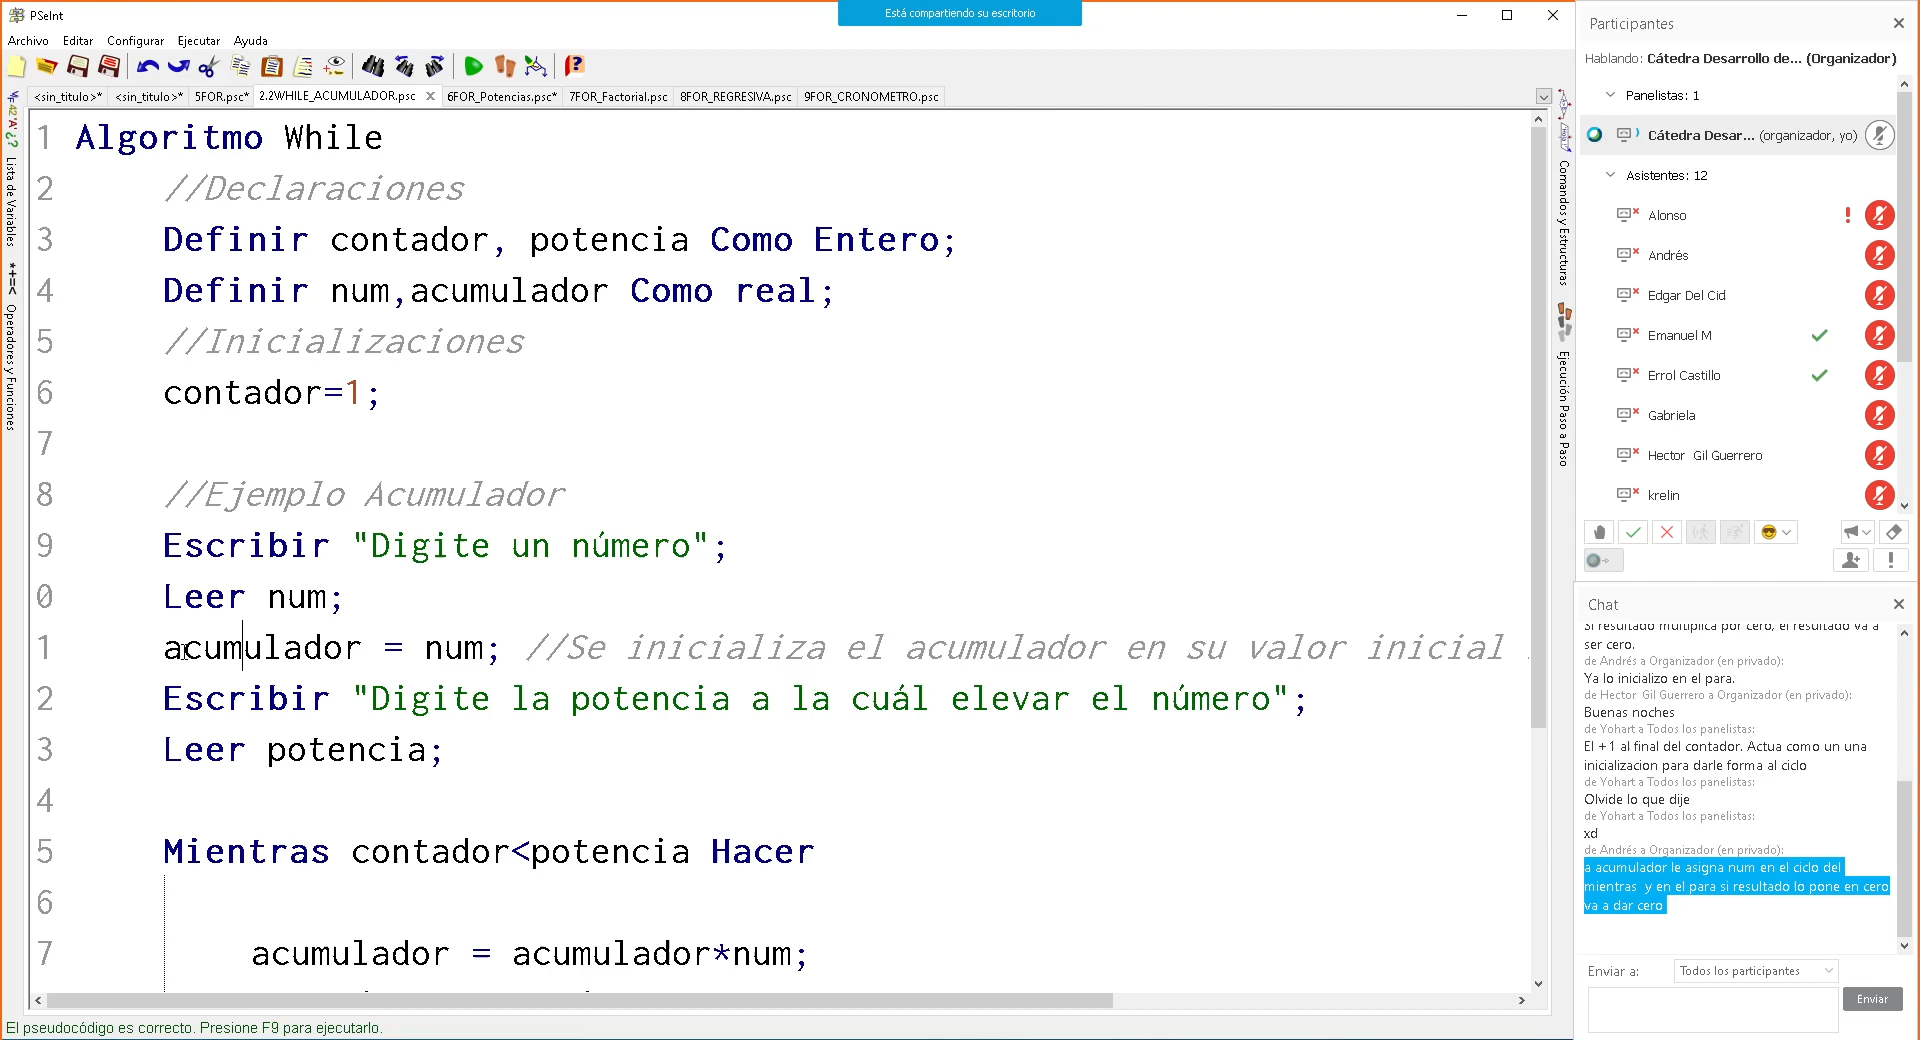 PSeInt
Está compartiendo su escritorio
Archivo Editar Configurar Ejecutar Ayuda
<sin_titulo>* <sin_titulo>* 5FOR.psc* 2.2WHILE_ACUMULADOR.psc 6FOR_Potencias.psc* 7FOR_Factorial.psc 8FOR_REGRESIVA.psc 9FOR_CRONOMETRO.psc
Lista de Variables
*+=< Operadores y Funciones
1 Algoritmo While
2 //Declaraciones
3 Definir contador, potencia Como Entero;
4 Definir num,acumulador Como real;
5 //Inicializaciones
6 contador=1;
7
8 //Ejemplo Acumulador
9 Escribir "Digite un número";
0 Leer num;
1 acumulador = num; //Se inicializa el acumulador en su valor inicial
2 Escribir "Digite la potencia a la cuál elevar el número";
3 Leer potencia;
4
5 Mientras contador<potencia Hacer
6
7 acumulador = acumulador*num;
El pseudocódigo es correcto. Presione F9 para ejecutarlo.
Comandos y Estructuras
Ejecución Paso a Paso
Participantes
Hablando: Cátedra Desarrollo de... (Organizador)
Panelistas: 1
Cátedra Desar... (organizador, yo)
Asistentes: 12
Alonso
Andrés
Edgar Del Cid
Emanuel M
Errol Castillo
Gabriela
Hector Gil Guerrero
krelin
Chat
Si resultado multiplica por cero, el resultado va a
ser cero.
de Andrés a Organizador (en privado):
Ya lo inicializo en el para.
de Hector Gil Guerrero a Organizador (en privado):
Buenas noches
de Yohart a Todos los panelistas:
El +1 al final del contador. Actua como un una
inicializacion para darle forma al ciclo
de Yohart a Todos los panelistas:
Olvide lo que dije
de Yohart a Todos los panelistas:
xd
de Andrés a Organizador (en privado):
a acumulador le asigna num en el ciclo del
mientras y en el para si resultado lo pone en cero
va a dar cero
Enviar a: Todos los participantes
Enviar